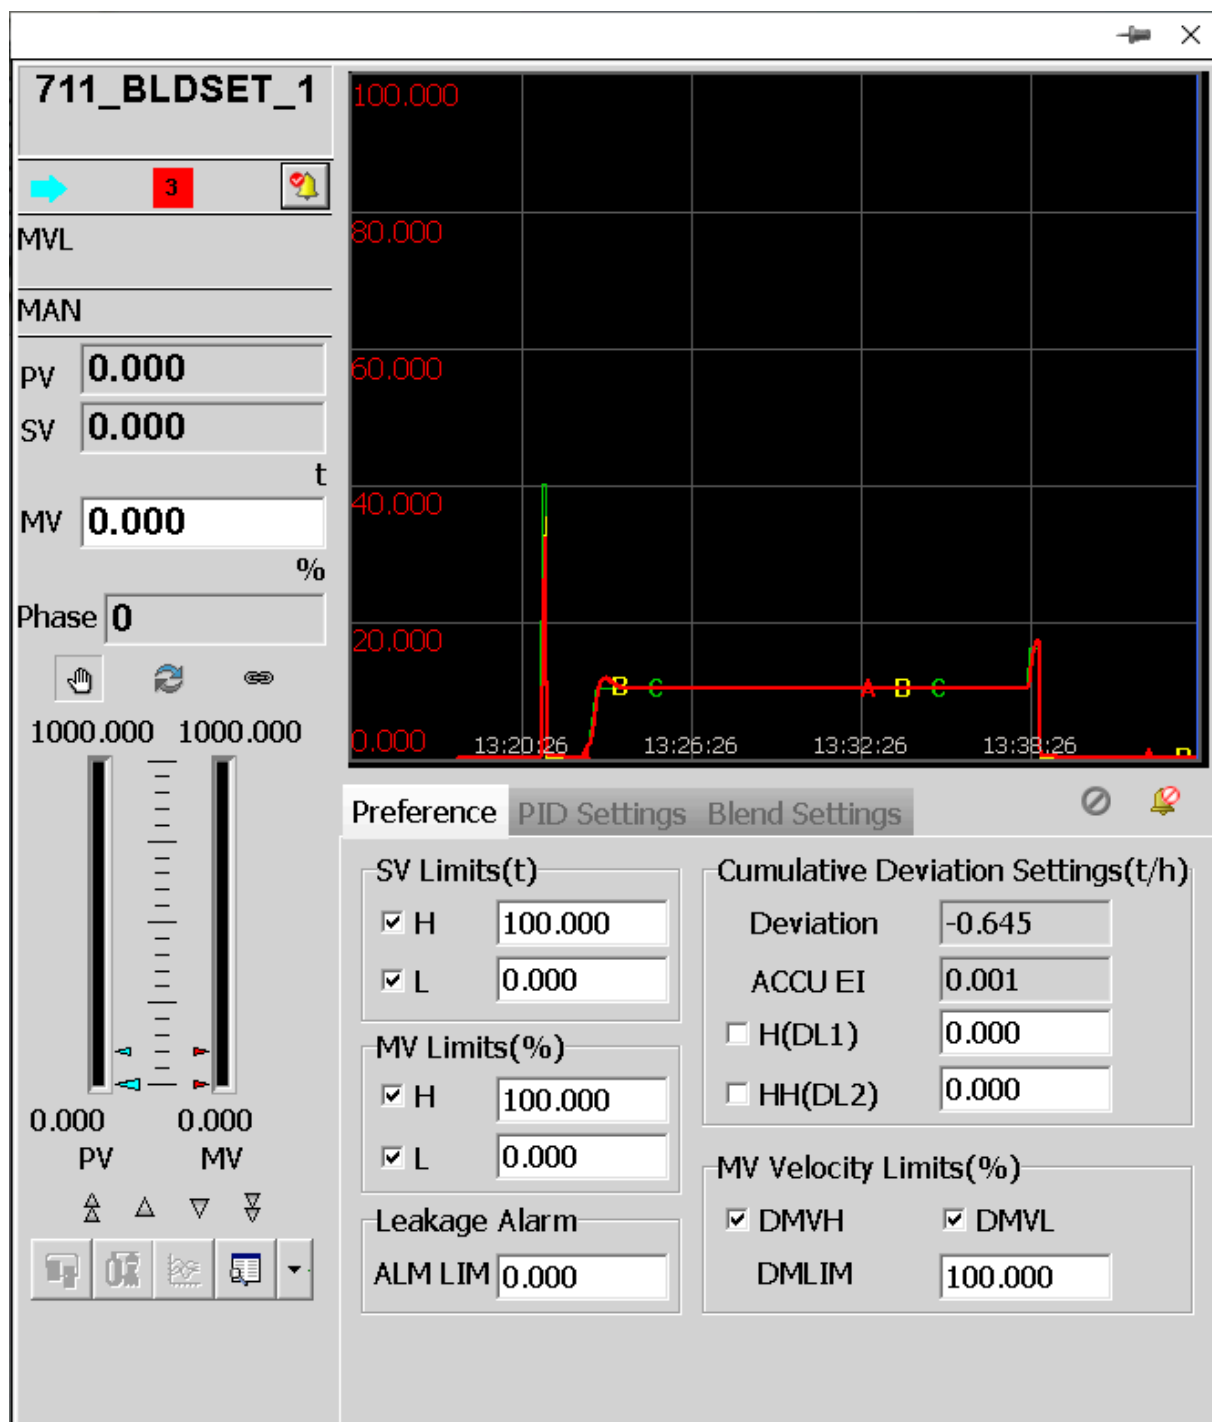 711_BLDSET_1
3
MVL
MAN
PV 0.000
SV 0.000
t
MV 0.000
%
Phase 0
1000.000 1000.000
0.000 0.000
PV MV
100.000
80.000
60.000
40.000
20.000
0.000
B C A B C
13:20:26 13:26:26 13:32:26 13:38:26
A B
Preference PID Settings Blend Settings
SV Limits(t)
H 100.000
L 0.000
MV Limits(%)
H 100.000
L 0.000
Leakage Alarm
ALM LIM 0.000
Cumulative Deviation Settings(t/h)
Deviation -0.645
ACCU EI 0.001
H(DL1) 0.000
HH(DL2) 0.000
MV Velocity Limits(%)
DMVH DMVL
DMLIM 100.000